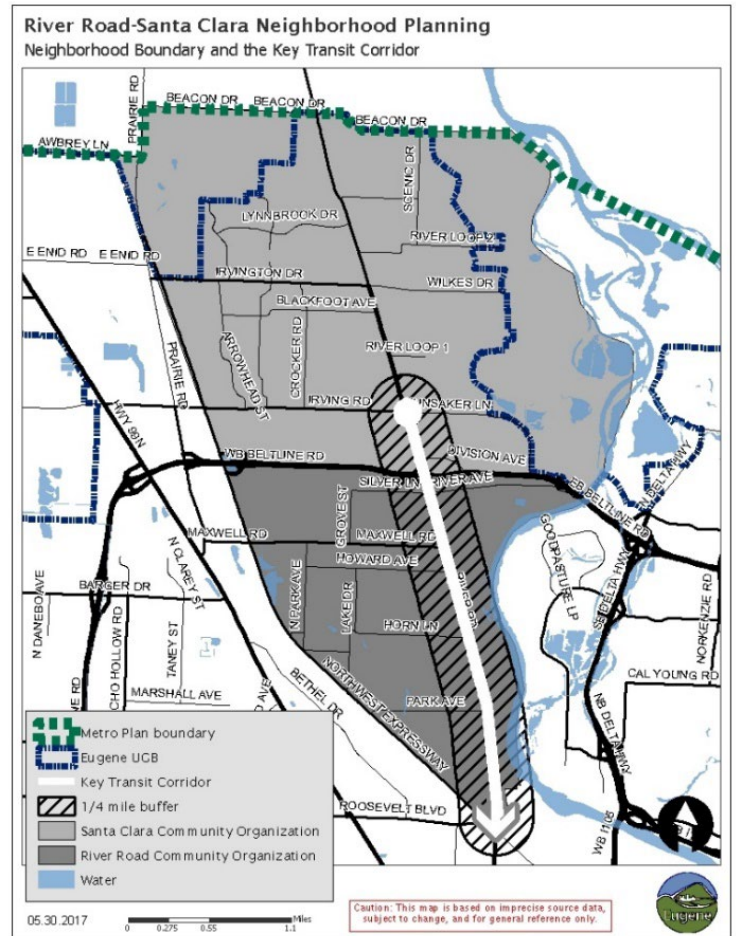 River Road-Santa Clara Neighborhood Planning
Neighborhood Boundary and the Key Transit Corridor
PRAIRIE RD
BEACON DR
BEACON DR
BEACON DR
AWBREY LN
SCENIC DR
LYNNBROOK DR
RIVER LOOP 2
E ENID RD
E ENID RD
IRVINGTON DR
WILKES DR
BLACKFOOT AVE
ARROWHEAD ST
CROCKER RD
RIVER LOOP 1
PRAIRIE RD
HWY 99N
IRVING RD
NSAKER LN
WB BELTLINE RD
DIVISION AVE
SILVER LN
RIVER AVE
EB BELTLINE RD
N DELTA HWY
GROVE ST
MAXWELL RD
MAXWELL RD
HOWARD AVE
GOODPASTURE LP
SB DELTA HWY
N DANEBO AVE
BARGER DR
N CLAREY ST
N PARK AVE
LAKE DR
HORN LN
NORKENZIE RD
CHO HOLLOW RD
TANEY ST
CAL YOUNG RD
MARSHALL AVE
BETHEL DR
NORTHWEST EXPRESSWAY
PARK AVE
NB DELTA HWY
ROOSEVELT BLVD
WB I105
Metro Plan boundary
Eugene UGB
Key Transit Corridor
1/4 mile buffer
Santa Clara Community Organization
River Road Community Organization
Water
05.30.2017
Miles
0 0.275 0.55 1.1
Caution: This map is based on imprecise source data,
subject to change, and for general reference only.
Eugene